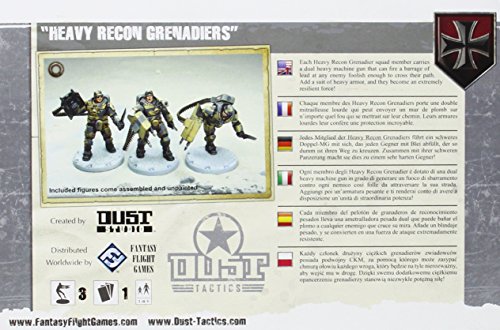 "HEAVY RECON GRENADIERS"
Each Heavy Recon Grenadier squad member carries
a dual heavy machine gun that can fire a barrage of
lead at any enemy foolish enough to cross their path.
Add a suit of heavy armor, and they become an extremely
resilient force!
Chaque membre des Heavy Recon Grenadiers porte une double
mitrailleuse lourde qui peut envoyer un mur de plomb sur
n'importe quel fou qui se mettrait sur leur chemin. Leurs armures
lourdes leur confère une protection incroyable.
Jedes Mitglied der Heavy Recon Grenadiers führt ein schweres
Doppel-MG mit sich, das jeden Gegner mit Blei abfällt, der so
dumm ist ihren Weg zu kreuzen. Zusammen mit ihrer schweren
Panzerung macht sie dies zu einem sehr harten Gegner!
Ogni membro degli Heavy Recon Grenadier è dotato di una dual
heavy machine gun in grado di generare un fuoco di sbarramento
contro ogni nemico così folle da attraversare la sua strada.
Aggiungi poi un'armatura pesante e ti renderai conto di averè a
disposizione un'unità di straordinaria potenza!
Cada miembro del pelotón de granaderos de reconocimiento
pesados lleva una ametralladora pesada dual que puede bañar el
plomo a cualquier enemigo que cruce su mira. Añade un blindaje
pesado, y se convierten en una fuerza de ataque extremadamente
resistente.
Każdy członek drużyny ciężkich grenadierów zwiadowców
posiada podwójny CKM, za pomocą którego może zasypać
chmurą ołowiu każdego wroga, który będzie na tyle nierozważny,
aby wejść mu w drogę. Dzięki swemu dodatkowemu ciężkiemu
opancerzeniu grenadierzy stanowią niezwykle potężną siłę!
Included figures come assembled and unpainted
Created by
DUST
STUDIO
Distributed
Worldwide by
FANTASY
FLIGHT
GAMES
DUST
TACTICS
3
1
www.FantasyFlightGames.com
www.Dust-Tactics.com